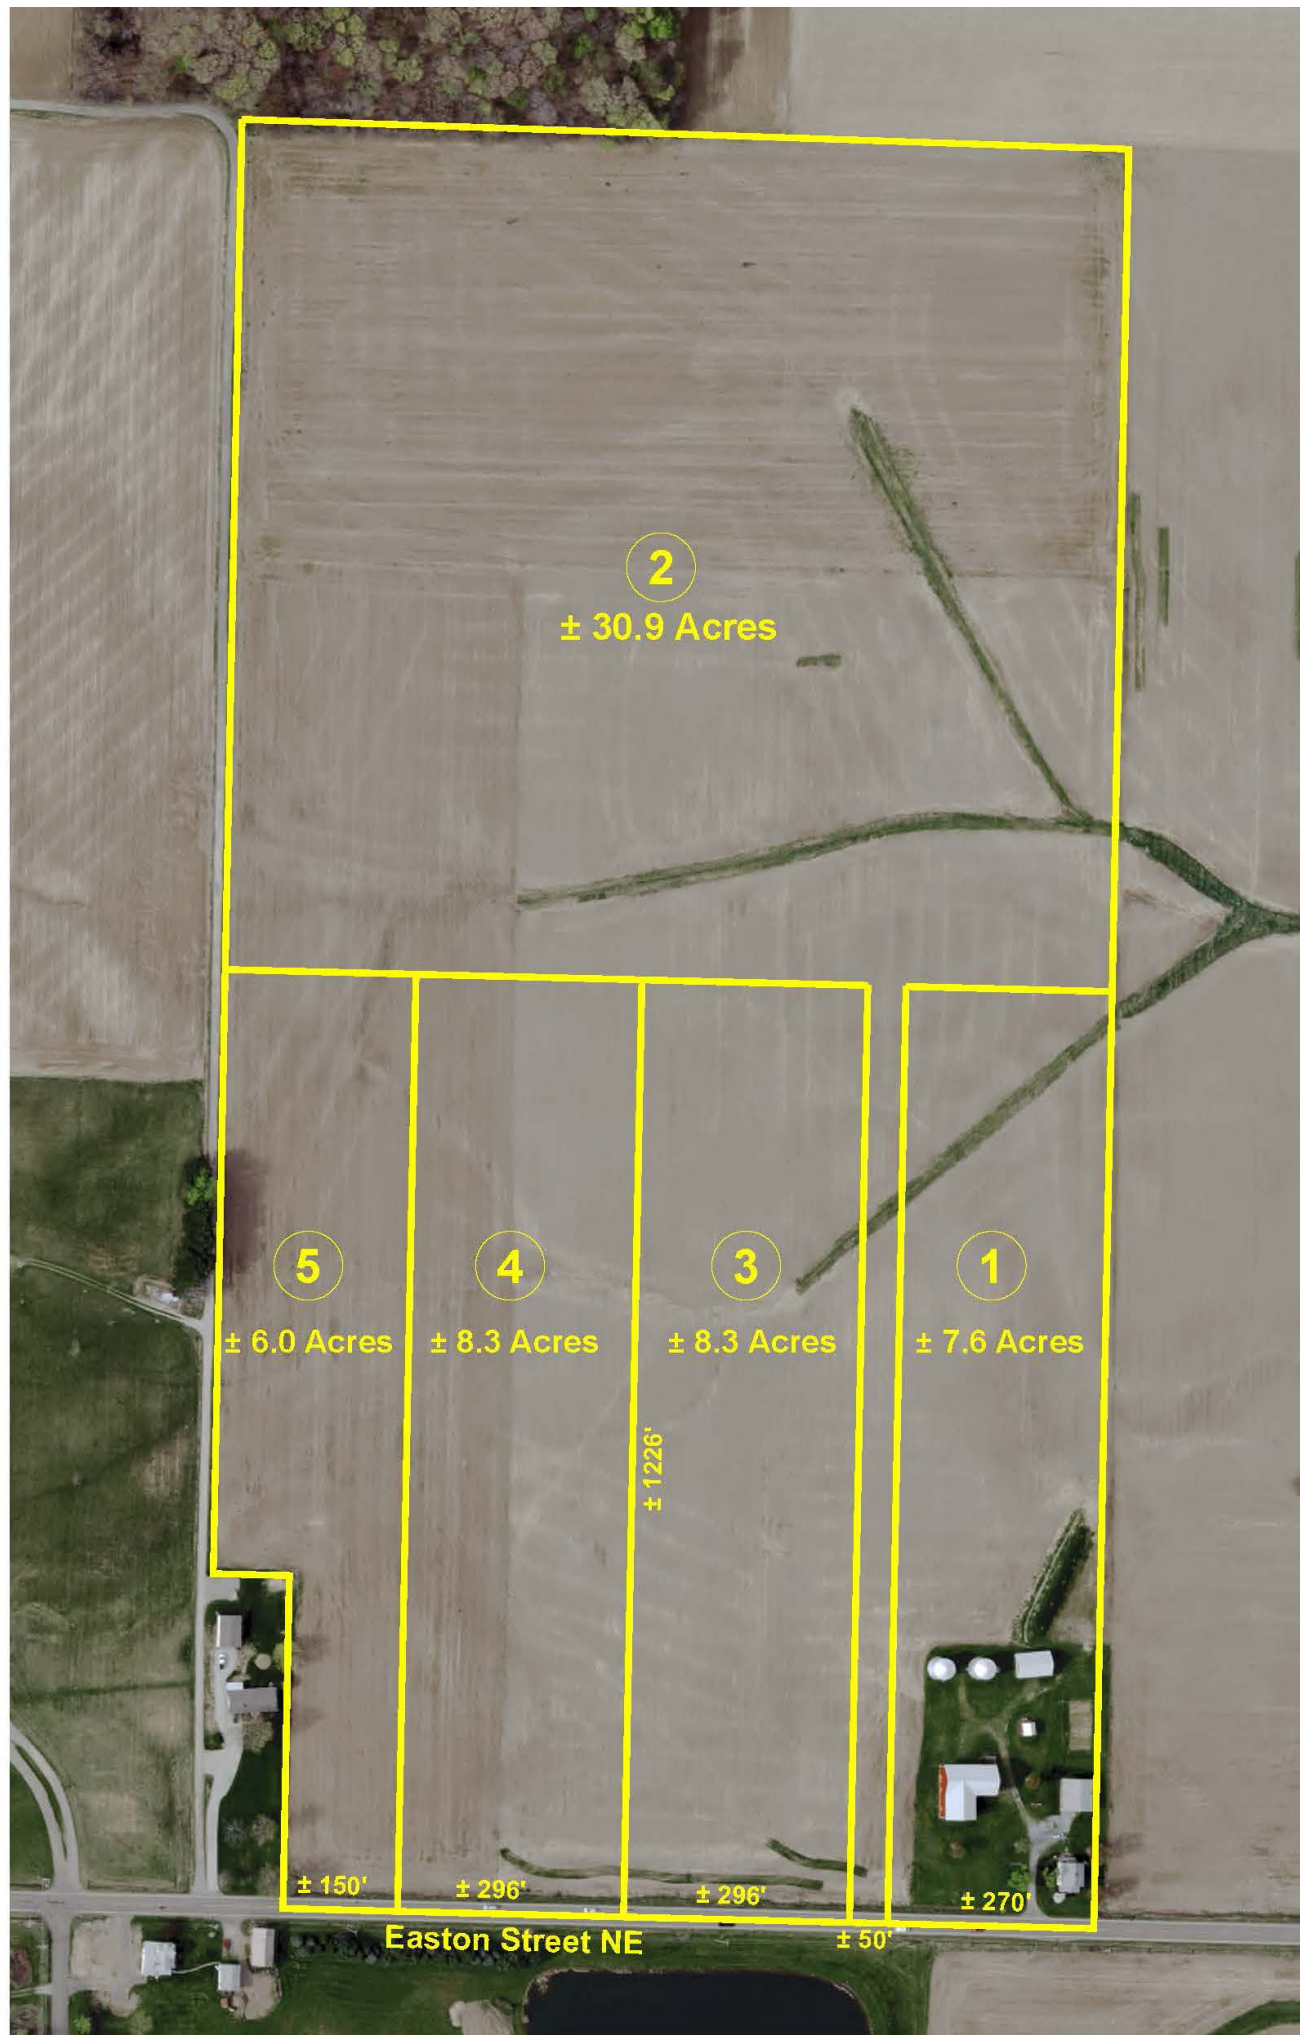 2
± 30.9 Acres
5
4
3
1
± 6.0 Acres
± 8.3 Acres
± 8.3 Acres
± 7.6 Acres
± 1226'
± 150'
± 296'
± 296'
± 270'
Easton Street NE
± 50'